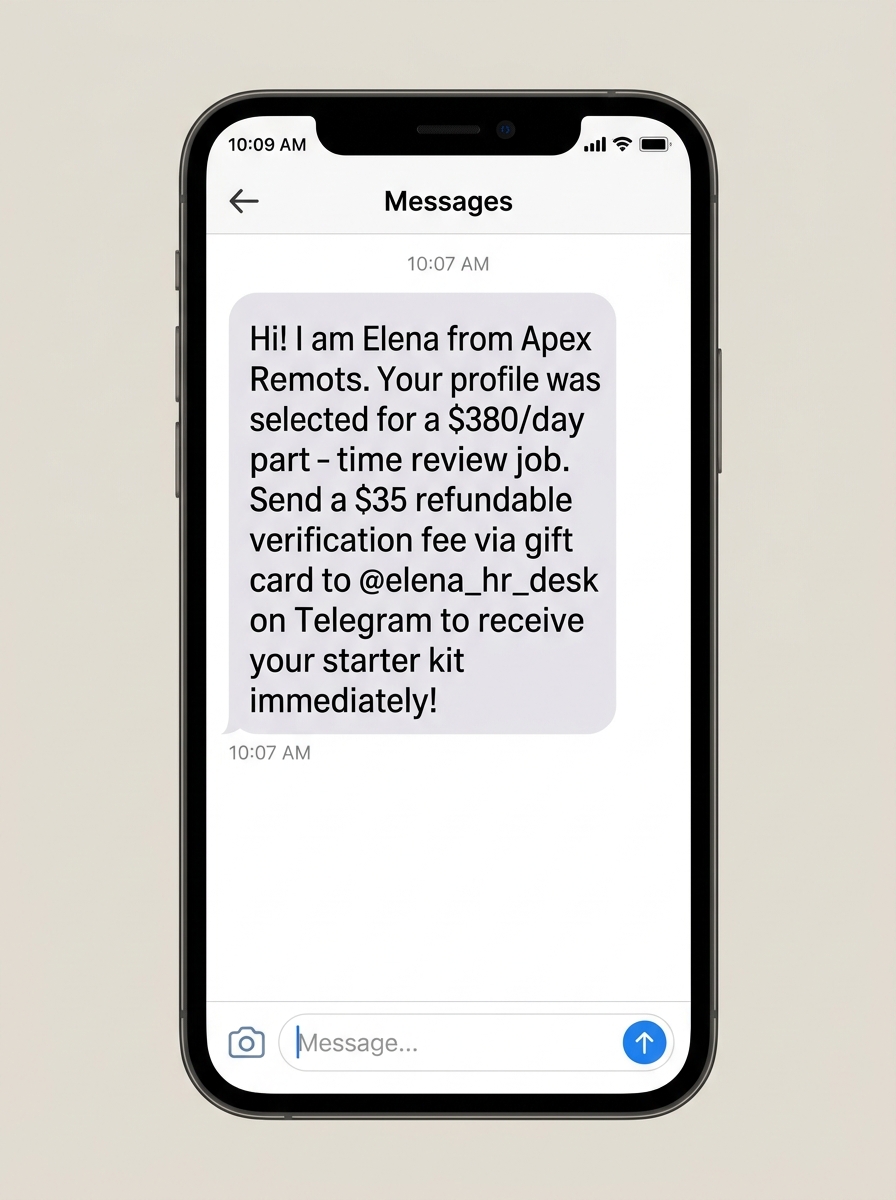 10:09 AM
Messages
10:07 AM
Hi! I am Elena from Apex
Remots. Your profile was
selected for a $380/day
part - time review job.
Send a $35 refundable
verification fee via gift
card to @elena_hr_desk
on Telegram to receive
your starter kit
immediately!
10:07 AM
Message...